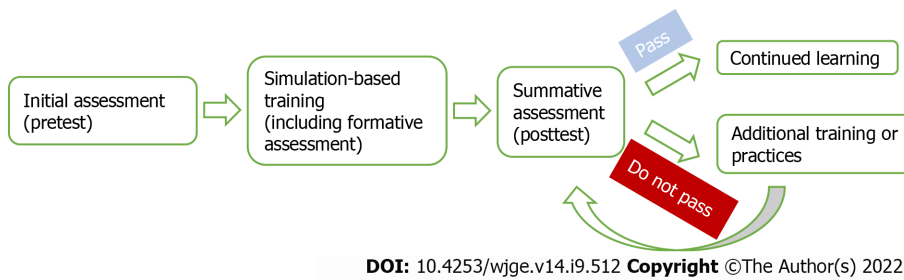 Initial assessment
(pretest)
Simulation-based
training
(including formative
assessment)
Summative
assessment
(posttest)
Pass
Continued learning
Do not pass
Additional training or
practices
DOI: 10.4253/wjge.v14.i9.512 Copyright ©The Author(s) 2022